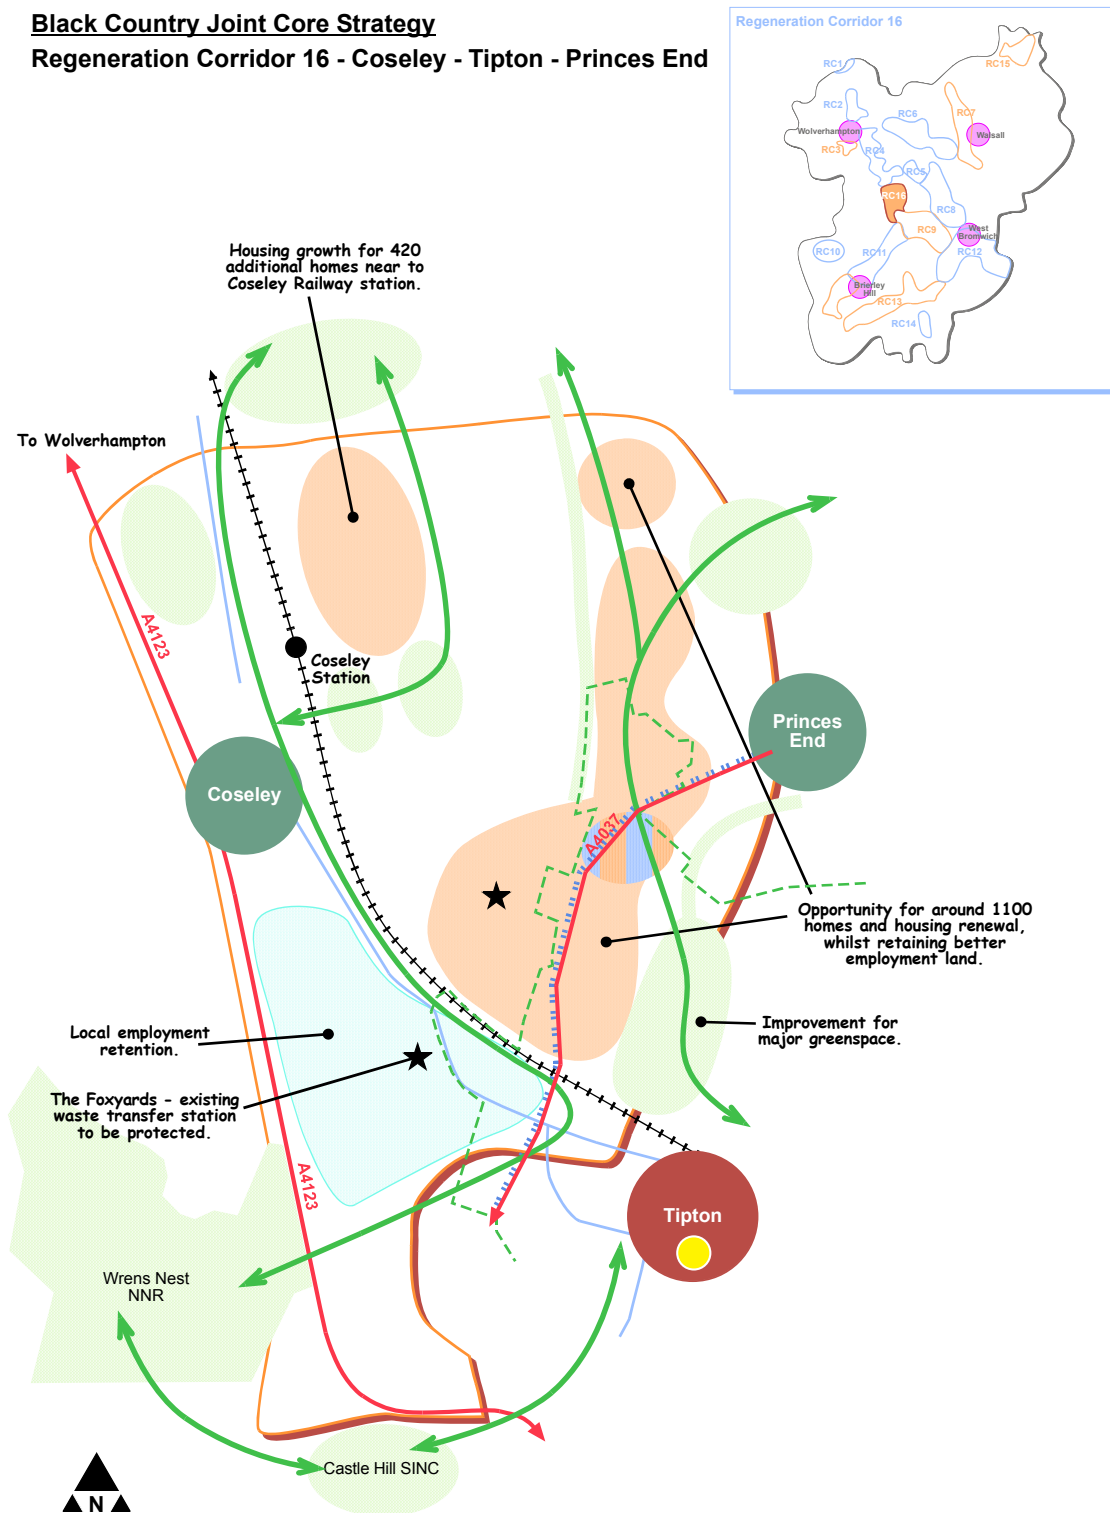 Black Country Joint Core Strategy
Regeneration Corridor 16 - Coseley - Tipton - Princes End
Regeneration Corridor 16
RC1
RC15
RC2
RC6
RC7
Wolverhampton
Walsall
RC3
RC4
RC5
RC16
RC8
RC9
West
Bromwich
RC10
RC11
RC12
Brierley
Hill
RC13
RC14
Housing growth for 420
additional homes near to
Coseley Railway station.
To Wolverhampton
A4123
Coseley
Station
Princes
End
Coseley
A4037
Opportunity for around 1100
homes and housing renewal,
whilst retaining better
employment land.
Local employment
retention.
Improvement for
major greenspace.
The Foxyards - existing
waste transfer station
to be protected.
A4123
Tipton
Wrens Nest
NNR
Castle Hill SINC
N